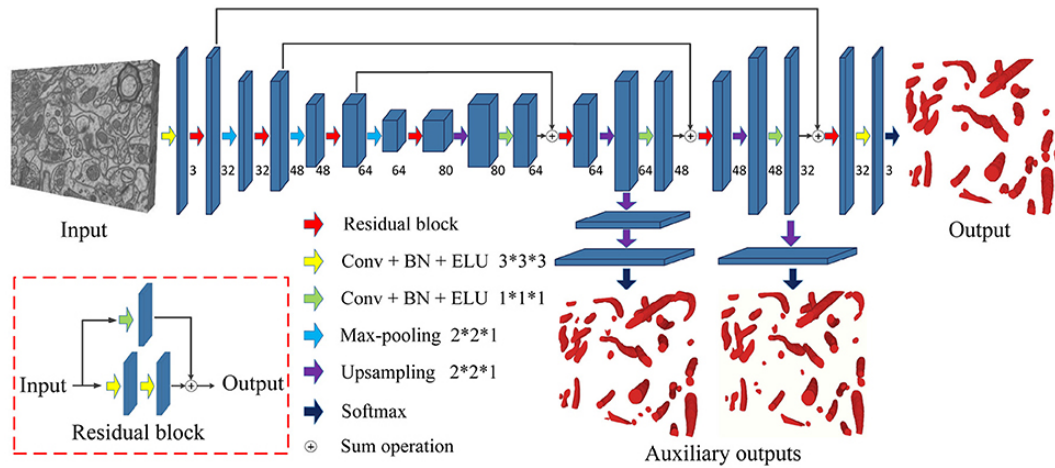 3 32 32 48 48 64 64 80 80 64 64 64 48 48 48 32 32 3
Input
Output
Residual block
Conv + BN + ELU 3*3*3
Conv + BN + ELU 1*1*1
Max-pooling 2*2*1
Upsampling 2*2*1
Softmax
Sum operation
Input
Output
Residual block
Auxiliary outputs